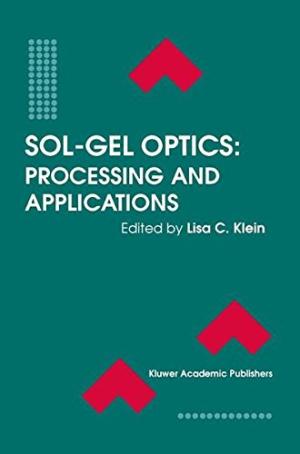 SOL-GEL OPTICS:
PROCESSING AND
APPLICATIONS
Edited by Lisa C. Klein
Kluwer Academic Publishers